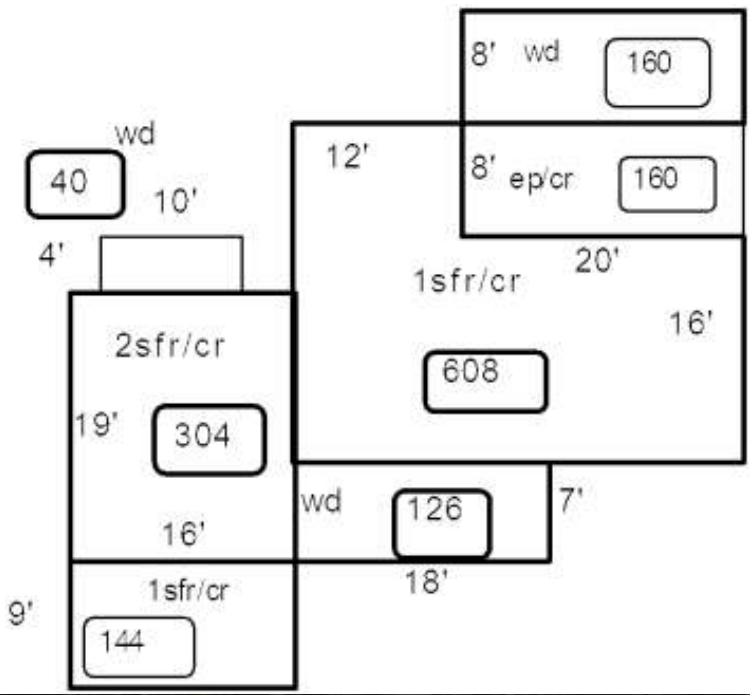 8' wd 160
wd
12'
8' ep/cr 160
40
10'
4'
20'
1sfr/cr
16'
2sfr/cr
608
19' 304
wd 126 7'
16'
18'
1sfr/cr
9'
144